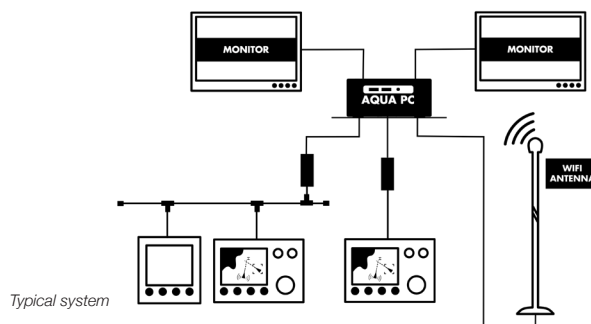 MONITOR
MONITOR
AQUA PC
WIFI
ANTENNA
Typical system